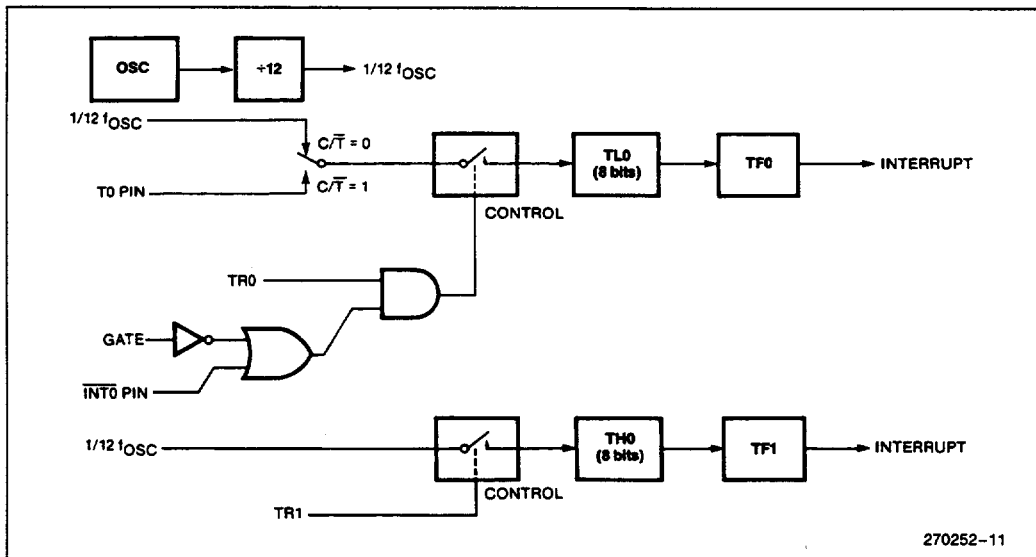 OSC
÷12
1/12 fOSC
1/12 fOSC
C/T̅ = 0
T0 PIN
C/T̅ = 1
TL0
(8 bits)
TF0
INTERRUPT
CONTROL
TR0
GATE
I̅N̅T̅0̅ PIN
1/12 fOSC
TH0
(8 bits)
TF1
INTERRUPT
CONTROL
TR1
270252-11